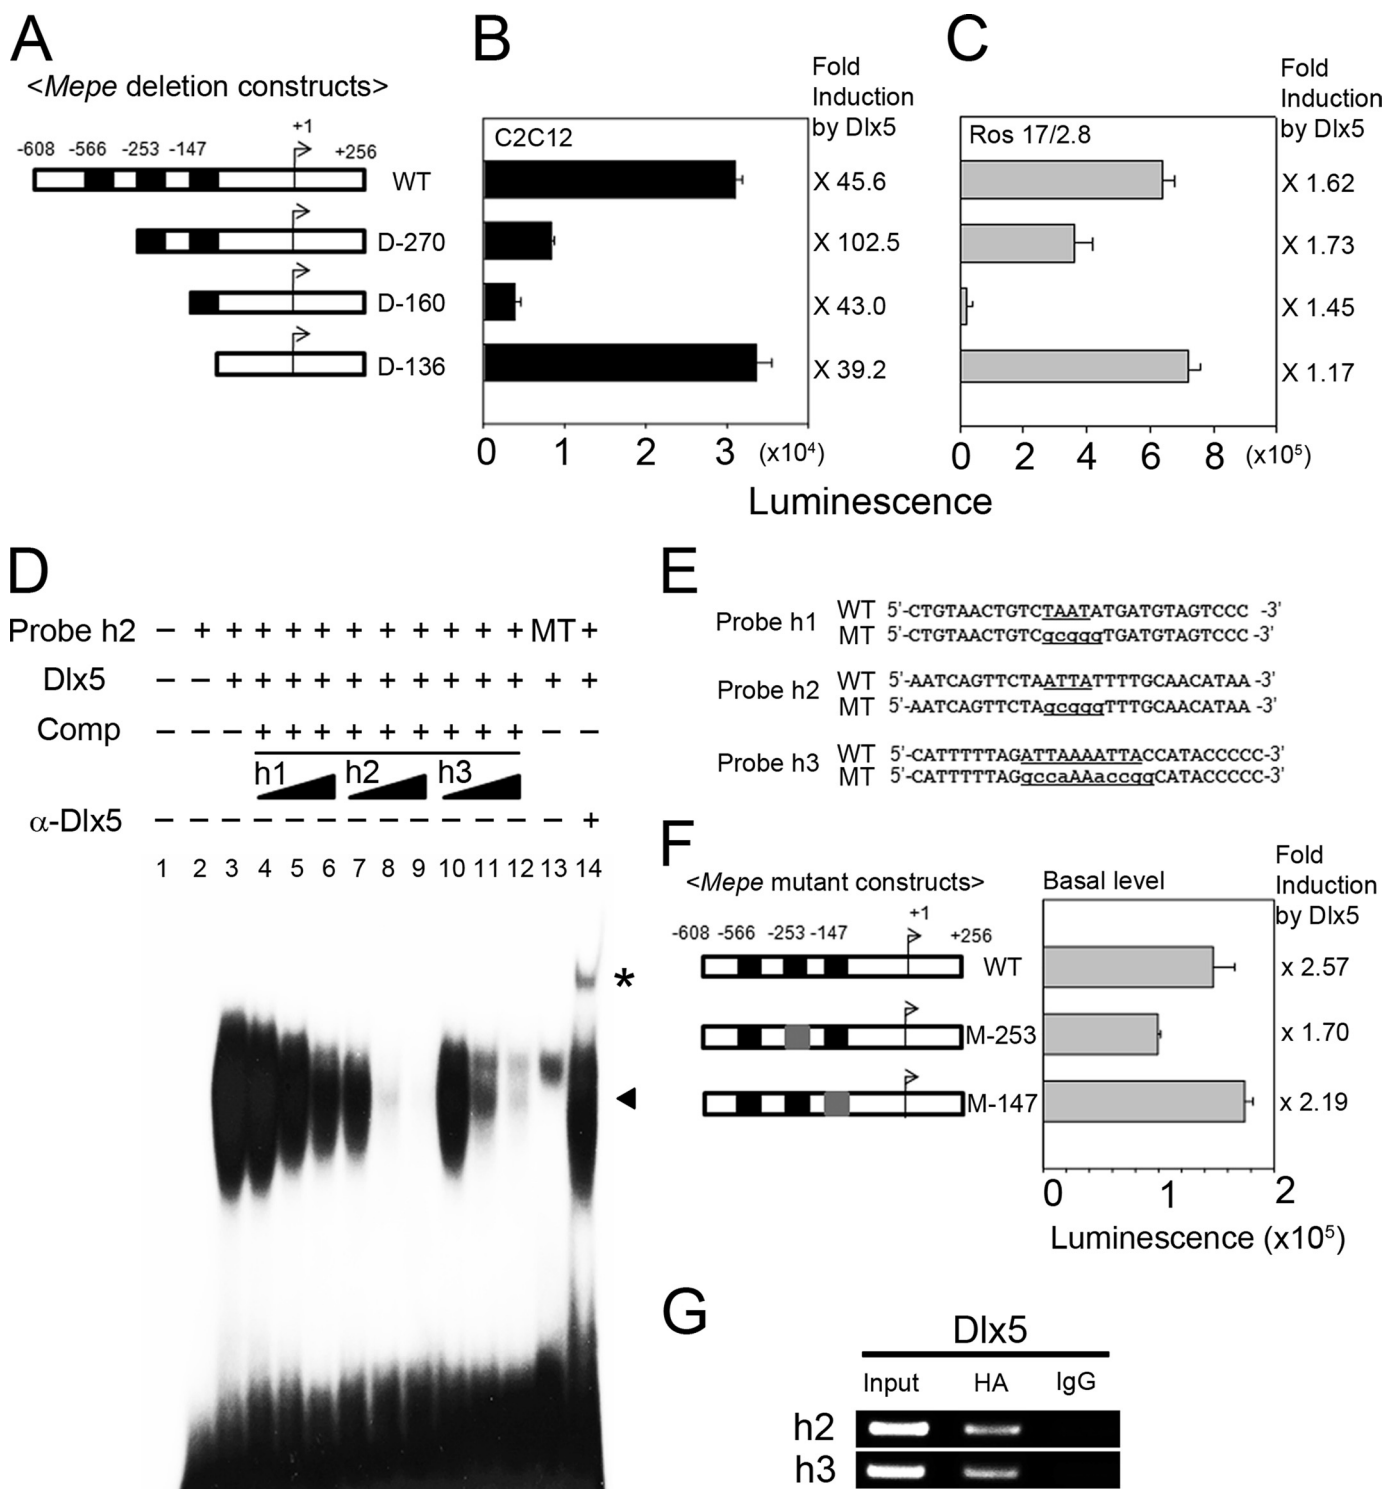 A
<Mepe deletion constructs>
+1
-608 -566 -253 -147 +256
WT
D-270
D-160
D-136
B
Fold
Induction
by Dlx5
C2C12
X 45.6
X 102.5
X 43.0
X 39.2
0 1 2 3 (x10⁴)
C
Fold
Induction
by Dlx5
Ros 17/2.8
X 1.62
X 1.73
X 1.45
X 1.17
0 2 4 6 8 (x10⁵)
Luminescence
D
Probe h2 − + + + + + + + + + + + MT +
Dlx5 − − + + + + + + + + + + + +
Comp − − − + + + + + + + + + − −
h1 h2 h3
α-Dlx5 − − − − − − − − − − − − − +
1 2 3 4 5 6 7 8 9 10 11 12 13 14
*
E
Probe h1
WT 5'-CTGTAACTGTCTAATATGATGTAGTCCC -3'
MT 5'-CTGTAACTGTCgcgggTGATGTAGTCCC -3'
Probe h2
WT 5'-AATCAGTTCTAATTATTTTGCAACATAA -3'
MT 5'-AATCAGTTCTAgcgggTTTGCAACATAA -3'
Probe h3
WT 5'-CATTTTTAGATTAAAATTACCATACCCCC-3'
MT 5'-CATTTTTAGgccaAAaccggCATACCCCC-3'
F
<Mepe mutant constructs>
+1
-608 -566 -253 -147 +256
WT
M-253
M-147
Basal level
Fold
Induction
by Dlx5
x 2.57
x 1.70
x 2.19
0 1 2
Luminescence (x10⁵)
G
Dlx5
Input HA IgG
h2
h3